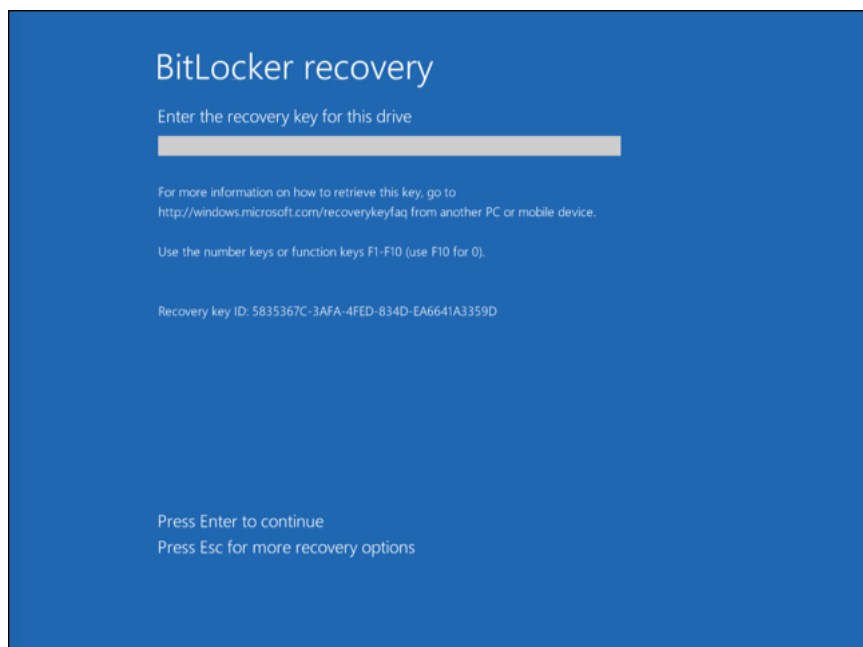 BitLocker recovery
Enter the recovery key for this drive
For more information on how to retrieve this key, go to
http://windows.microsoft.com/recoverykeyfaq from another PC or mobile device.
Use the number keys or function keys F1-F10 (use F10 for 0).
Recovery key ID: 5835367C-3AFA-4FED-834D-EA6641A3359D
Press Enter to continue
Press Esc for more recovery options